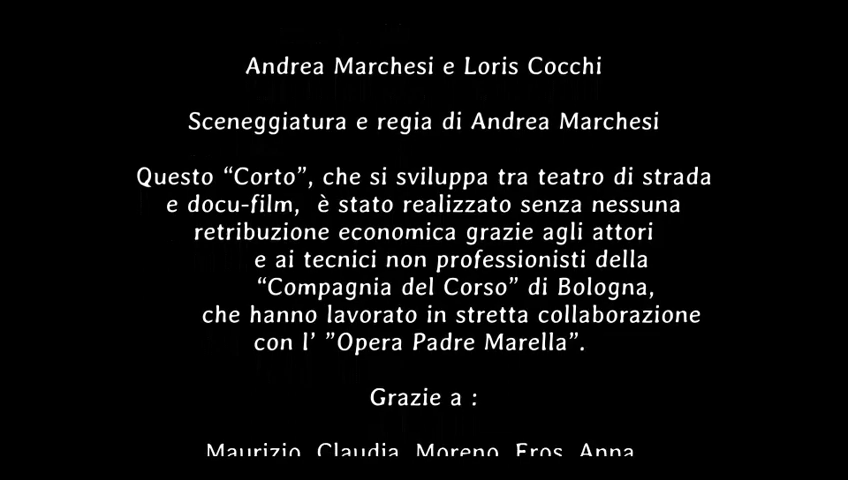 Andrea Marchesi e Loris Cocchi
Sceneggiatura e regia di Andrea Marchesi
Questo “Corto”, che si sviluppa tra teatro di strada
e docu-film, è stato realizzato senza nessuna
retribuzione economica grazie agli attori
e ai tecnici non professionisti della
“Compagnia del Corso” di Bologna,
che hanno lavorato in stretta collaborazione
con l’ ”Opera Padre Marella”.
Grazie a :
Maurizio, Claudia, Moreno, Eros, Anna,